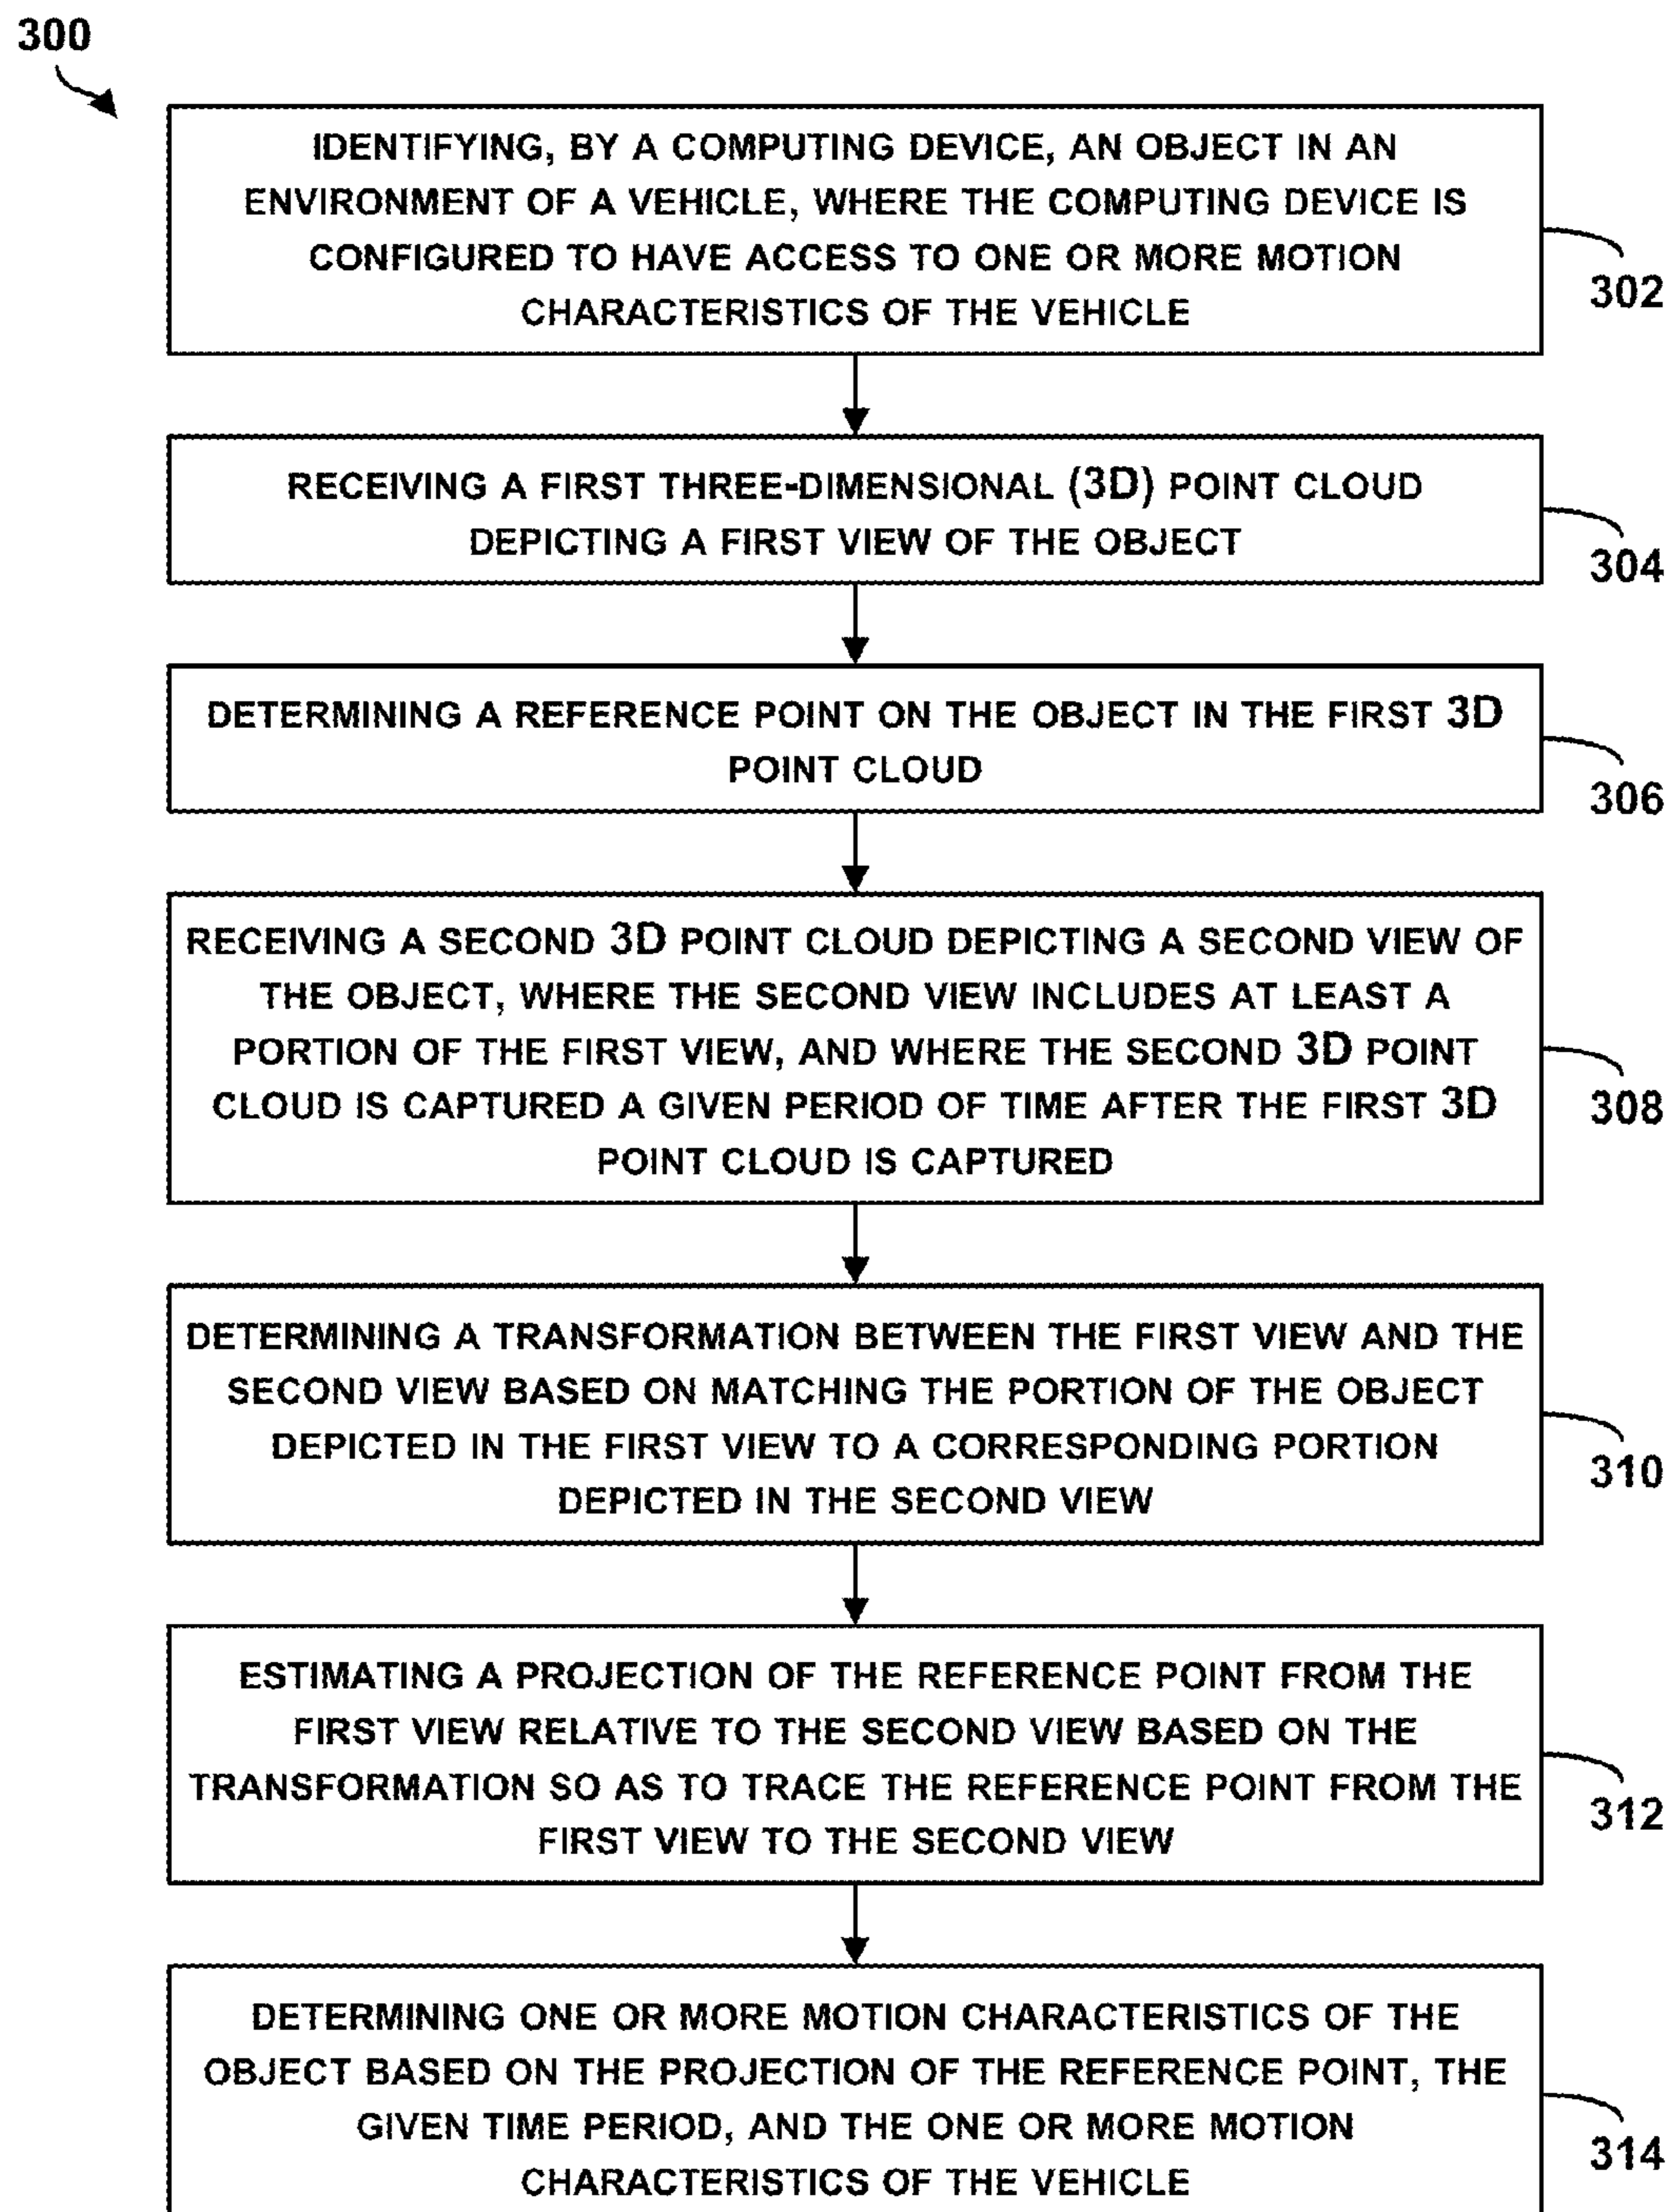 300
IDENTIFYING, BY A COMPUTING DEVICE, AN OBJECT IN AN
ENVIRONMENT OF A VEHICLE, WHERE THE COMPUTING DEVICE IS
CONFIGURED TO HAVE ACCESS TO ONE OR MORE MOTION
CHARACTERISTICS OF THE VEHICLE
302
RECEIVING A FIRST THREE-DIMENSIONAL (3D) POINT CLOUD
DEPICTING A FIRST VIEW OF THE OBJECT
304
DETERMINING A REFERENCE POINT ON THE OBJECT IN THE FIRST 3D
POINT CLOUD
306
RECEIVING A SECOND 3D POINT CLOUD DEPICTING A SECOND VIEW OF
THE OBJECT, WHERE THE SECOND VIEW INCLUDES AT LEAST A
PORTION OF THE FIRST VIEW, AND WHERE THE SECOND 3D POINT
CLOUD IS CAPTURED A GIVEN PERIOD OF TIME AFTER THE FIRST 3D
POINT CLOUD IS CAPTURED
308
DETERMINING A TRANSFORMATION BETWEEN THE FIRST VIEW AND THE
SECOND VIEW BASED ON MATCHING THE PORTION OF THE OBJECT
DEPICTED IN THE FIRST VIEW TO A CORRESPONDING PORTION
DEPICTED IN THE SECOND VIEW
310
ESTIMATING A PROJECTION OF THE REFERENCE POINT FROM THE
FIRST VIEW RELATIVE TO THE SECOND VIEW BASED ON THE
TRANSFORMATION SO AS TO TRACE THE REFERENCE POINT FROM THE
FIRST VIEW TO THE SECOND VIEW
312
DETERMINING ONE OR MORE MOTION CHARACTERISTICS OF THE
OBJECT BASED ON THE PROJECTION OF THE REFERENCE POINT, THE
GIVEN TIME PERIOD, AND THE ONE OR MORE MOTION
CHARACTERISTICS OF THE VEHICLE
314